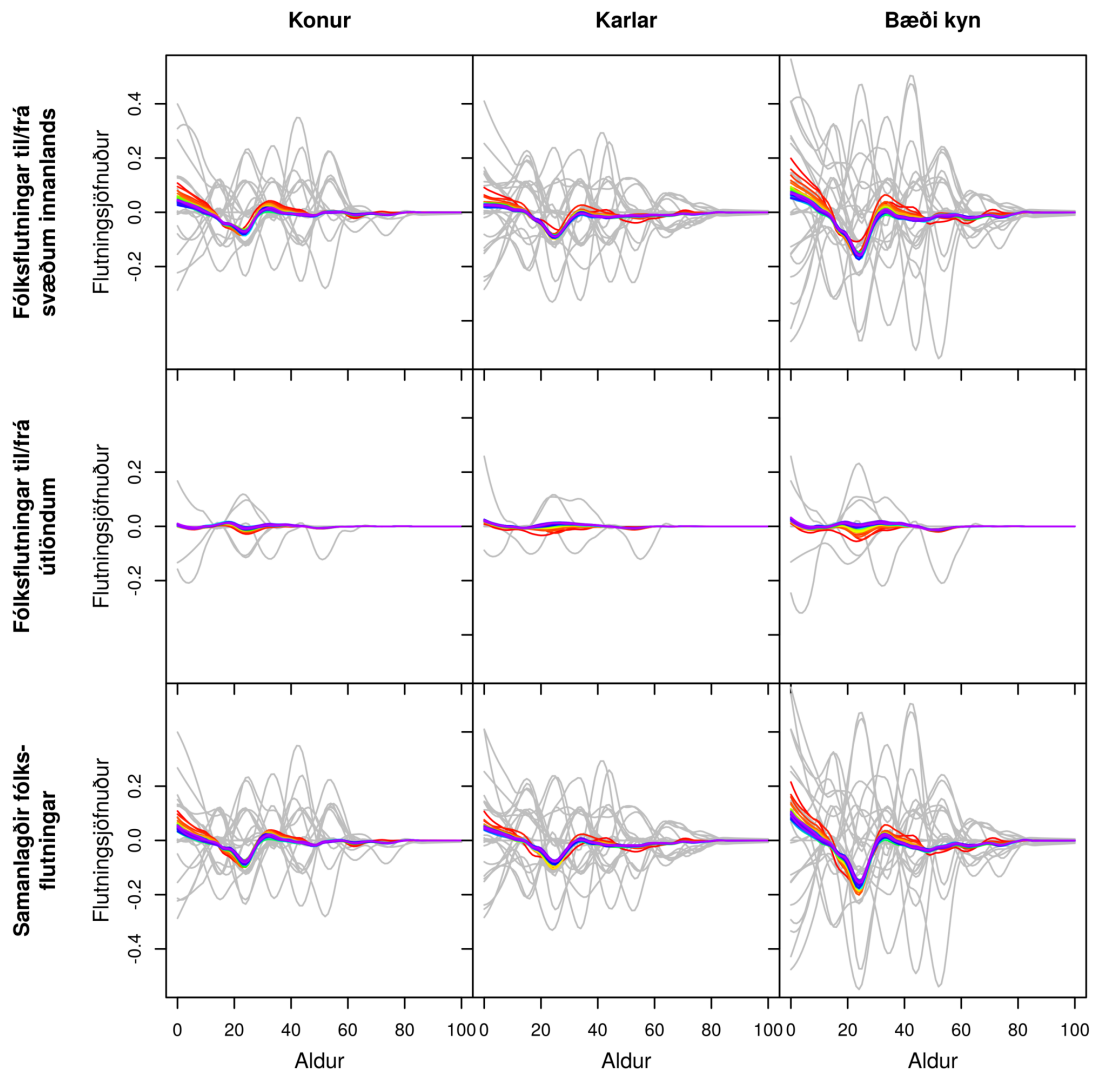 Konur
Karlar
Bæði kyn
Fólksflutningar til/frá
svæðum innanlands
Flutningsjöfnuður
0.4
0.2
0.0
-0.2
Fólksflutningar til/frá
útlöndum
Flutningsjöfnuður
0.2
0.0
-0.2
Samanlagðir fólks-
flutningar
Flutningsjöfnuður
0.2
0.0
-0.2
-0.4
0 20 40 60 80 100
0 20 40 60 80 100
0 20 40 60 80 100
Aldur
Aldur
Aldur